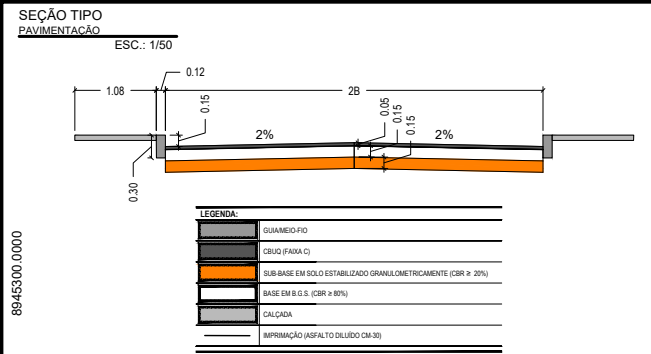 SEÇÃO TIPO
PAVIMENTAÇÃO
ESC.: 1/50
0.12
1.08
2B
0.15
0.05
0.15
0.15
2%
2%
0.30
8945300.0000
LEGENDA:
GUIA/MEIO-FIO
CBUQ (FAIXA C)
SUB-BASE EM SOLO ESTABILIZADO GRANULOMETRICAMENTE (CBR ≥ 20%)
BASE EM B.G.S. (CBR ≥ 80%)
CALÇADA
IMPRIMAÇÃO (ASFALTO DILUÍDO CM-30)